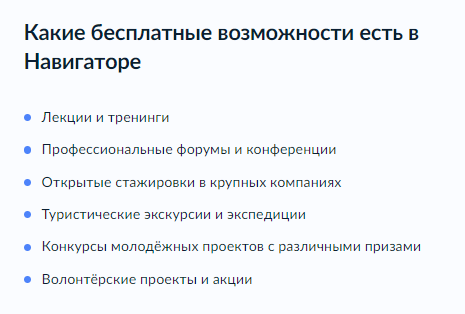 Какие бесплатные возможности есть в
Навигаторе
Лекции и тренинги
Профессиональные форумы и конференции
Открытые стажировки в крупных компаниях
Туристические экскурсии и экспедиции
Конкурсы молодёжных проектов с различными призами
Волонтёрские проекты и акции